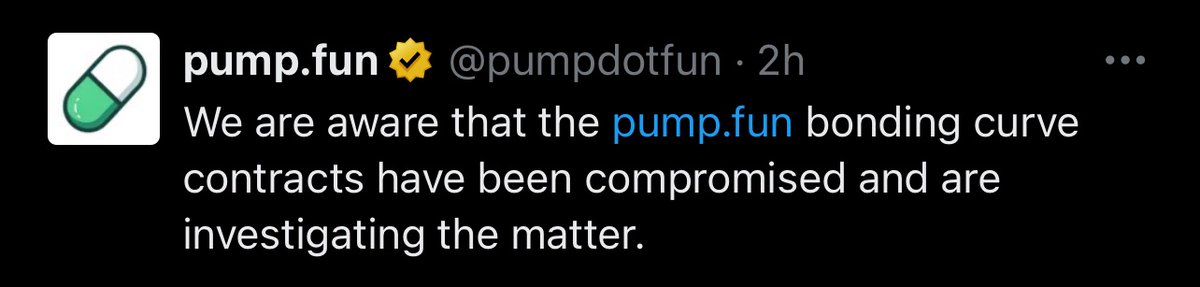 pump.fun @pumpdotfun · 2h
We are aware that the pump.fun bonding curve
contracts have been compromised and are
investigating the matter.